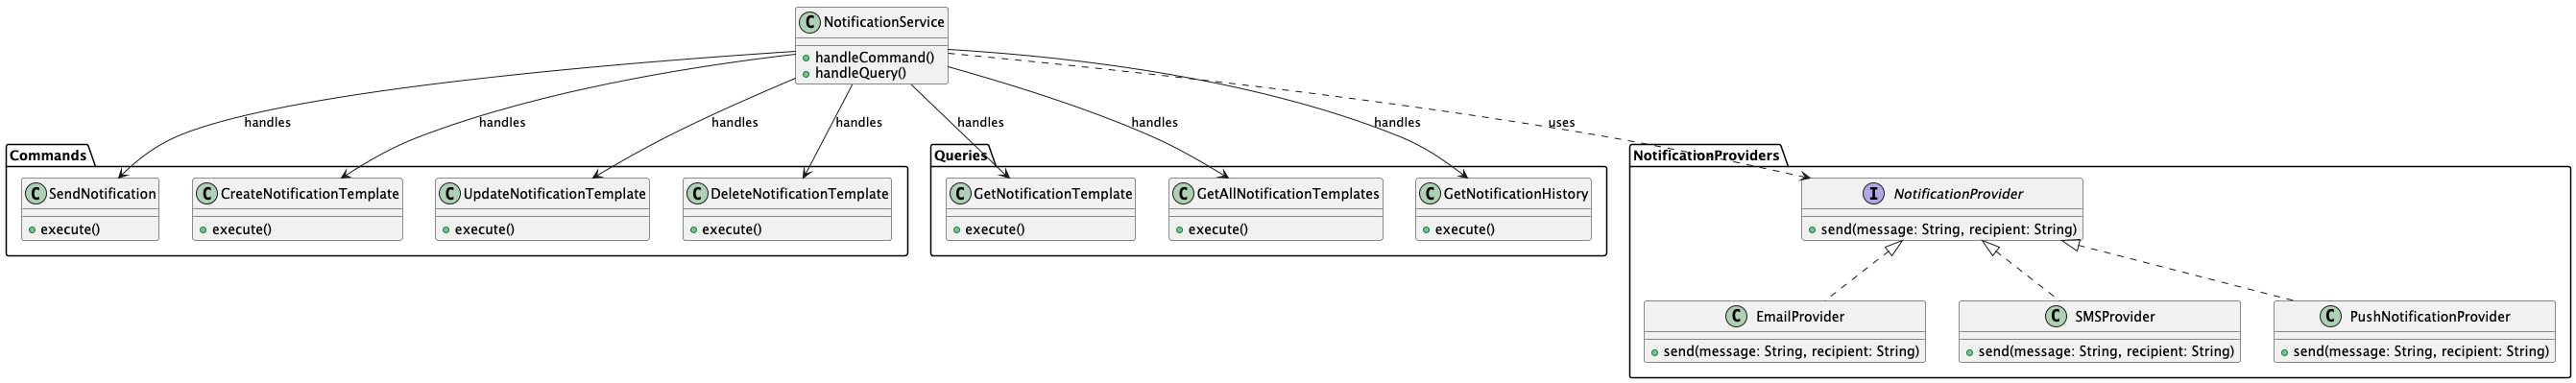 C NotificationService
handleCommand()
handleQuery()
handles
handles
handles
handles
handles
handles
handles
uses
Commands
C SendNotification
execute()
C CreateNotificationTemplate
execute()
C UpdateNotificationTemplate
execute()
C DeleteNotificationTemplate
execute()
Queries
C GetNotificationTemplate
execute()
C GetAllNotificationTemplates
execute()
C GetNotificationHistory
execute()
NotificationProviders
I NotificationProvider
send(message: String, recipient: String)
C EmailProvider
send(message: String, recipient: String)
C SMSProvider
send(message: String, recipient: String)
C PushNotificationProvider
send(message: String, recipient: String)